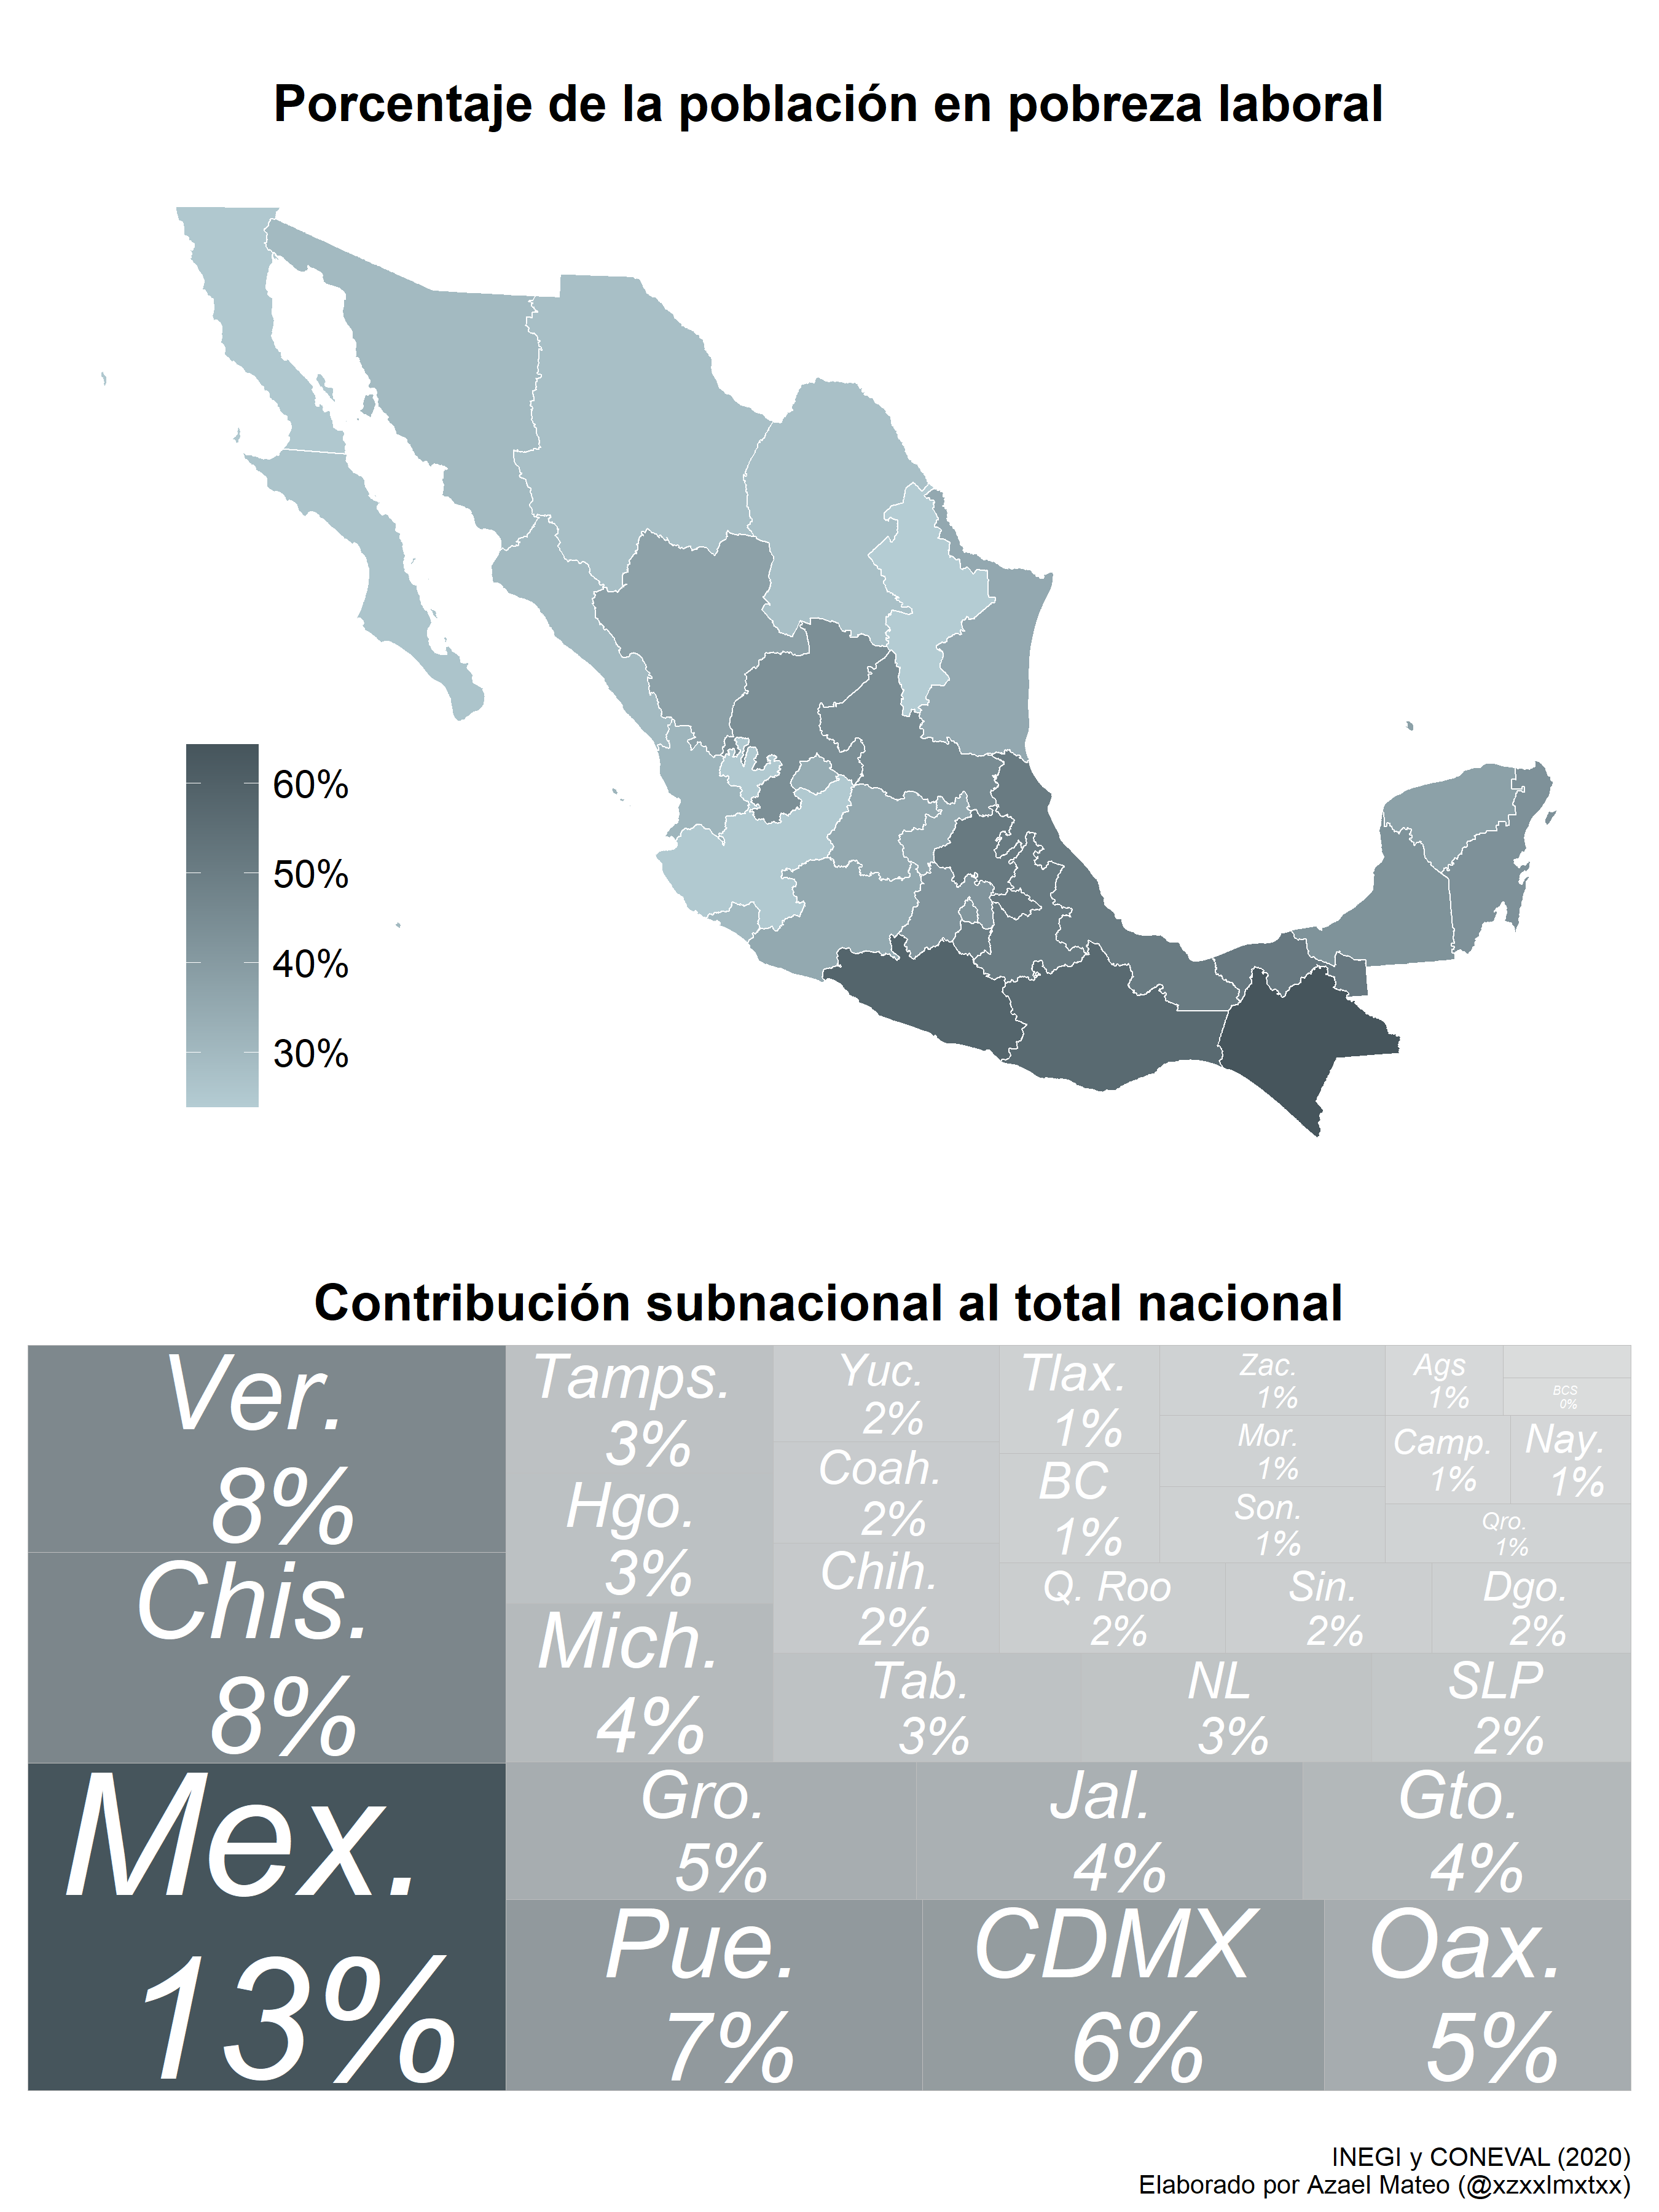 Porcentaje de la población en pobreza laboral
60%
50%
40%
30%
Contribución subnacional al total nacional
Ver.
8%
Chis.
8%
Mex.
13%
Tamps.
3%
Hgo.
3%
Mich.
4%
Yuc.
2%
Coah.
2%
Chih.
2%
Tlax.
1%
BC
1%
Zac.
1%
Mor.
1%
Son.
1%
Ags
1%
BCS
0%
Camp.
1%
Nay.
1%
Qro.
1%
Q. Roo
2%
Sin.
2%
Dgo.
2%
Tab.
3%
NL
3%
SLP
2%
Gro.
5%
Jal.
4%
Gto.
4%
Pue.
7%
CDMX
6%
Oax.
5%
INEGI y CONEVAL (2020)
Elaborado por Azael Mateo (@xzxxlmxtxx)